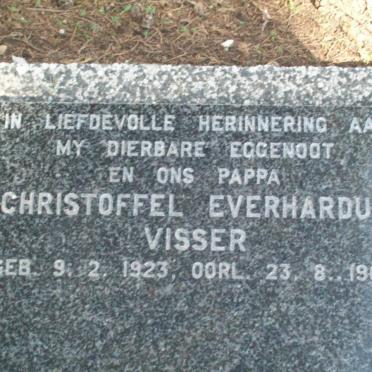 IN LIEFDEVOLLE HERINNERING AA
MY DIERBARE EGGENOOT
EN ONS PAPPA
CHRISTOFFEL EVERHARDU
VISSER
GEB. 9. 2. 1923, OORL. 23. 8. 19